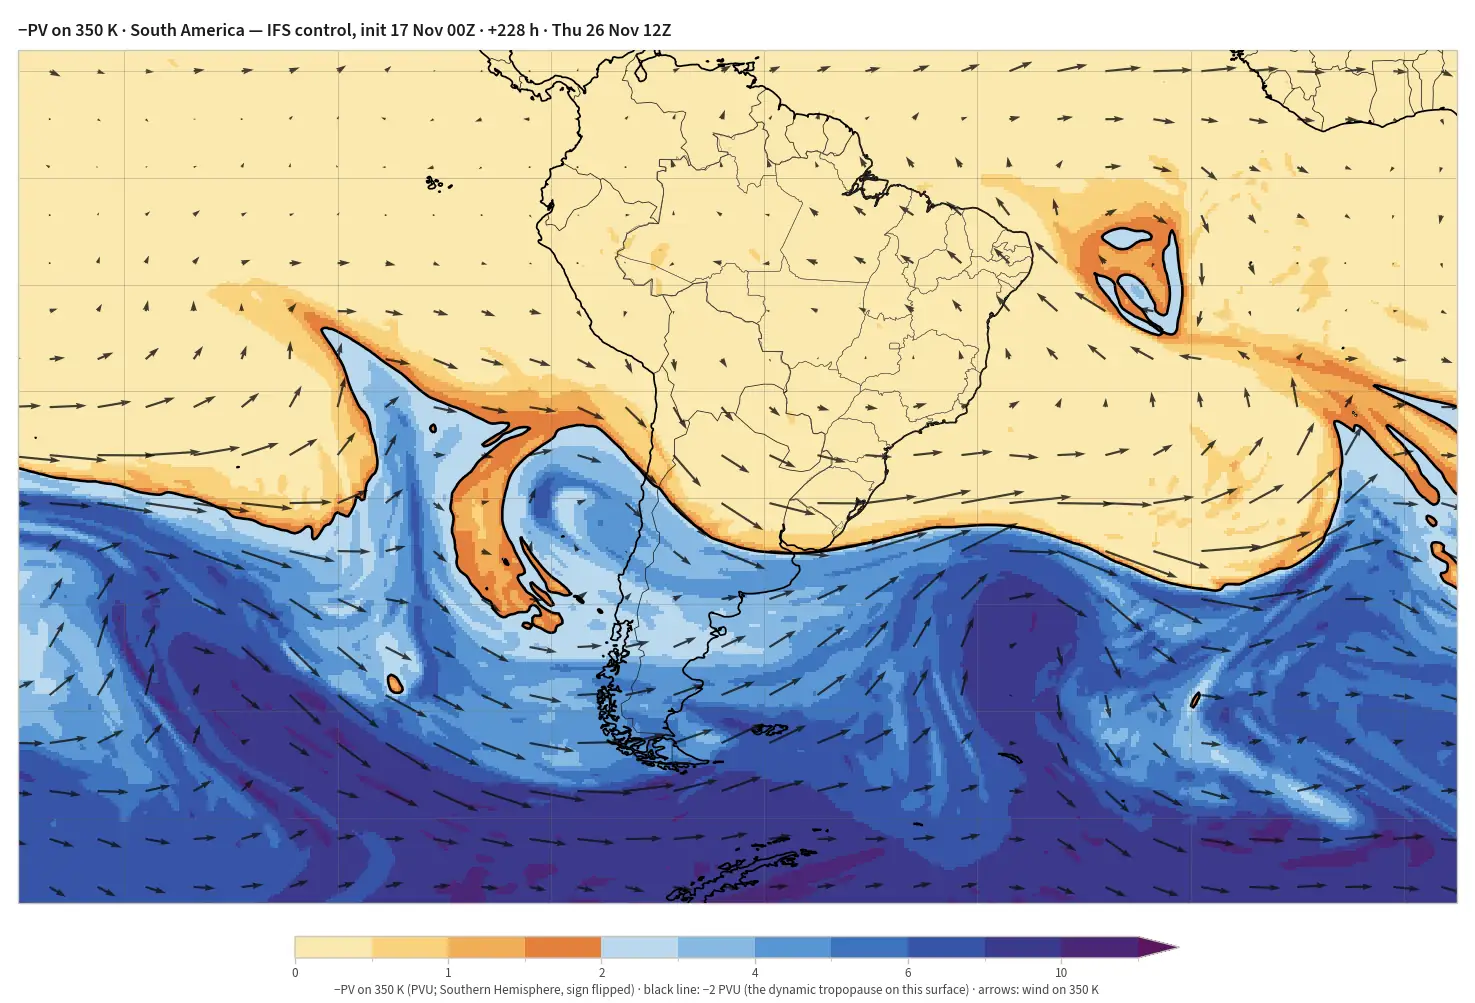 −PV on 350 K · South America — IFS control, init 17 Nov 00Z · +228 h · Thu 26 Nov 12Z
0 1 2 4 6 10
−PV on 350 K (PVU; Southern Hemisphere, sign flipped) · black line: −2 PVU (the dynamic tropopause on this surface) · arrows: wind on 350 K